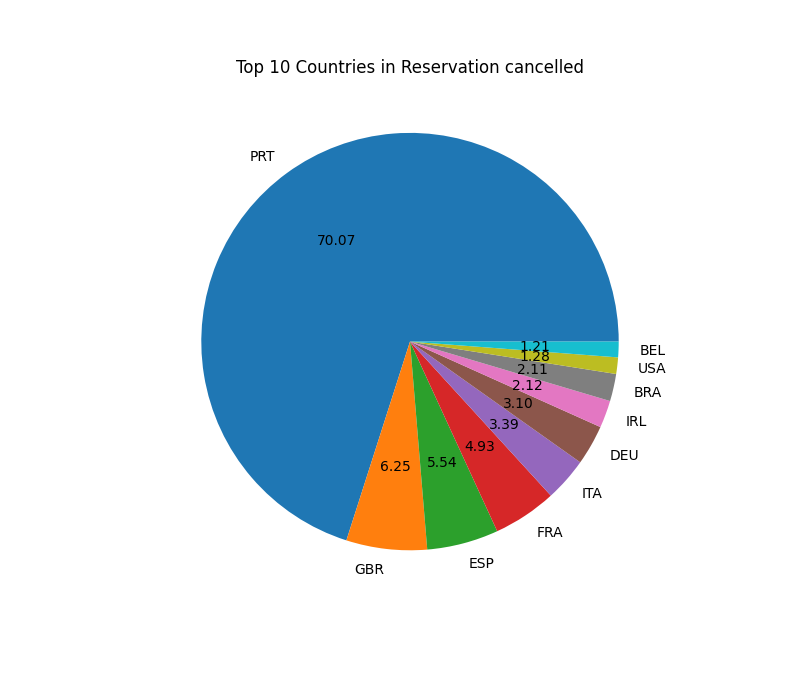 Top 10 Countries in Reservation cancelled
PRT
70.07
GBR
6.25
ESP
5.54
FRA
4.93
ITA
3.39
DEU
3.10
IRL
2.12
BRA
2.11
USA
1.28
BEL
1.21